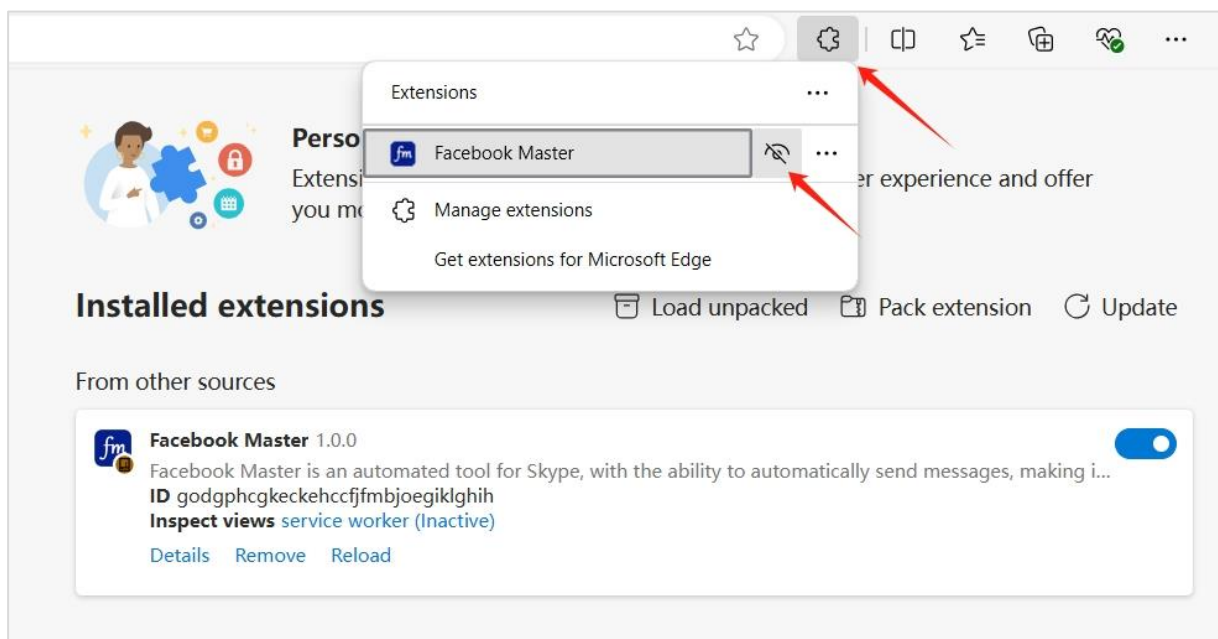 Extensions
Perso
fm Facebook Master
Extensi er experience and offer
you mo
Manage extensions
Get extensions for Microsoft Edge
Installed extensions
Load unpacked Pack extension Update
From other sources
fm Facebook Master 1.0.0
Facebook Master is an automated tool for Skype, with the ability to automatically send messages, making i...
ID godgphcgkeckehccfjfmbjoegiklghih
Inspect views service worker (Inactive)
Details Remove Reload